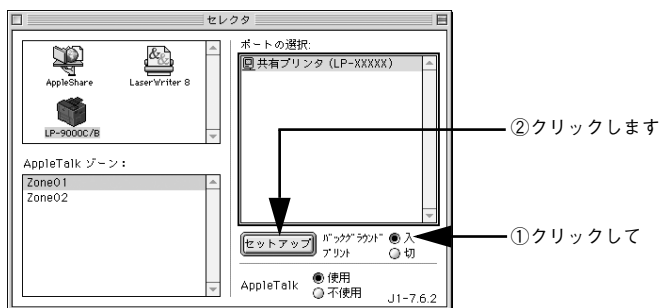 セレクタ
AppleShare
LaserWriter 8
LP-9000C/B
AppleTalk ゾーン：
Zone01
Zone02
ポートの選択:
共有プリンタ (LP-XXXXX)
セットアップ
バックグラウンド
プリント
入
切
AppleTalk
使用
不使用
J1-7.6.2
②クリックします
①クリックして